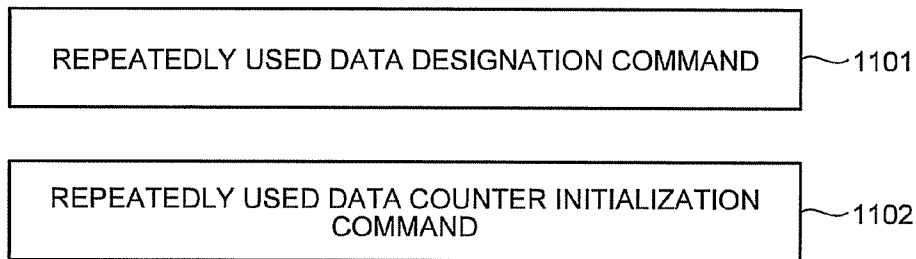 REPEATEDLY USED DATA DESIGNATION COMMAND
1101
REPEATEDLY USED DATA COUNTER INITIALIZATION
COMMAND
1102